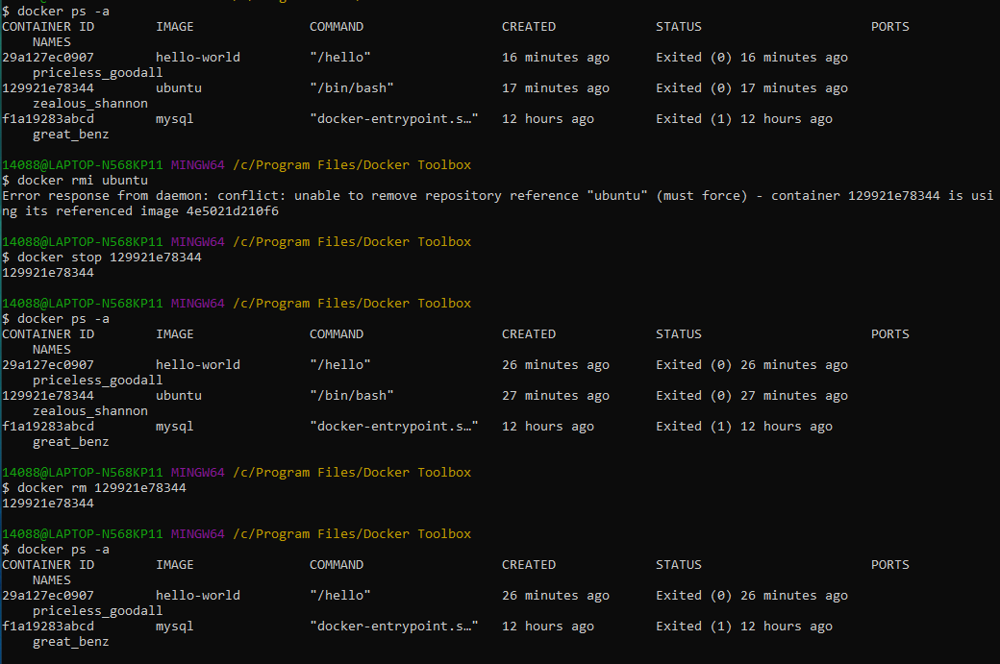 $ docker ps -a
CONTAINER ID        IMAGE               COMMAND                  CREATED             STATUS                      PORTS
    NAMES
29a127ec0907        hello-world         "/hello"                 16 minutes ago      Exited (0) 16 minutes ago
    priceless_goodall
129921e78344        ubuntu              "/bin/bash"              17 minutes ago      Exited (0) 17 minutes ago
    zealous_shannon
f1a19283abcd        mysql               "docker-entrypoint.s…"   12 hours ago        Exited (1) 12 hours ago
    great_benz
14088@LAPTOP-N568KP11 MINGW64 /c/Program Files/Docker Toolbox
$ docker rmi ubuntu
Error response from daemon: conflict: unable to remove repository reference "ubuntu" (must force) - container 129921e78344 is usi
ng its referenced image 4e5021d210f6
14088@LAPTOP-N568KP11 MINGW64 /c/Program Files/Docker Toolbox
$ docker stop 129921e78344
129921e78344
14088@LAPTOP-N568KP11 MINGW64 /c/Program Files/Docker Toolbox
$ docker ps -a
CONTAINER ID        IMAGE               COMMAND                  CREATED             STATUS                      PORTS
    NAMES
29a127ec0907        hello-world         "/hello"                 26 minutes ago      Exited (0) 26 minutes ago
    priceless_goodall
129921e78344        ubuntu              "/bin/bash"              27 minutes ago      Exited (0) 27 minutes ago
    zealous_shannon
f1a19283abcd        mysql               "docker-entrypoint.s…"   12 hours ago        Exited (1) 12 hours ago
    great_benz
14088@LAPTOP-N568KP11 MINGW64 /c/Program Files/Docker Toolbox
$ docker rm 129921e78344
129921e78344
14088@LAPTOP-N568KP11 MINGW64 /c/Program Files/Docker Toolbox
$ docker ps -a
CONTAINER ID        IMAGE               COMMAND                  CREATED             STATUS                      PORTS
    NAMES
29a127ec0907        hello-world         "/hello"                 26 minutes ago      Exited (0) 26 minutes ago
    priceless_goodall
f1a19283abcd        mysql               "docker-entrypoint.s…"   12 hours ago        Exited (1) 12 hours ago
    great_benz